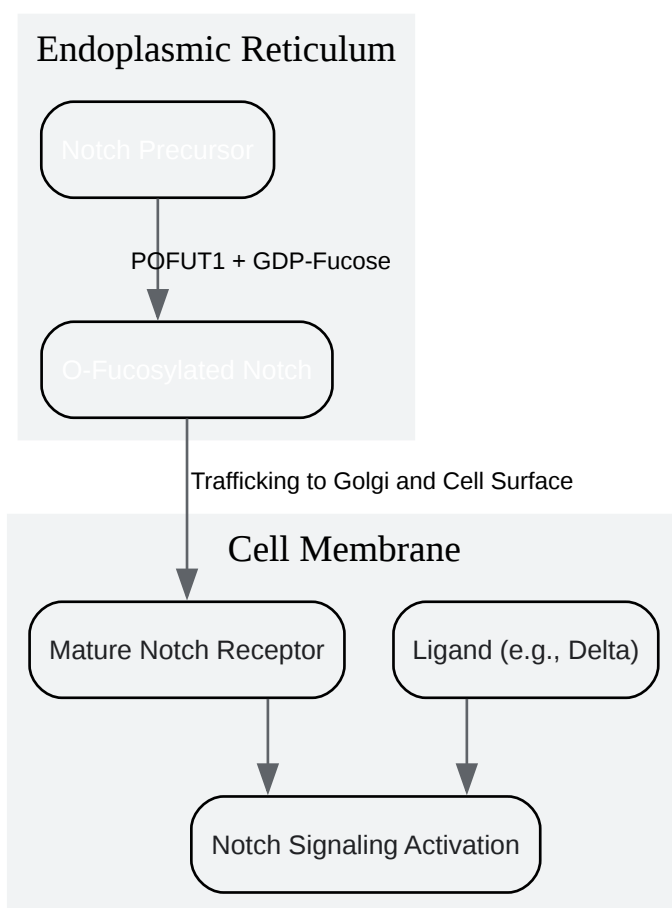 Endoplasmic Reticulum
Notch Precursor
POFUT1 + GDP-Fucose
O-Fucosylated Notch
Trafficking to Golgi and Cell Surface
Cell Membrane
Mature Notch Receptor
Ligand (e.g., Delta)
Notch Signaling Activation